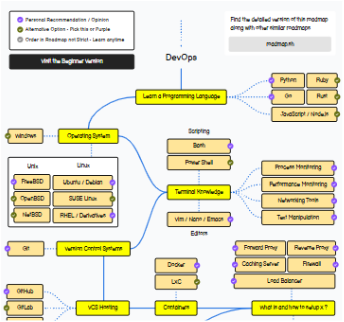 Personal Recommendation / Opinion
Alternative Option - Pick this or Purple
Order in Roadmap not Strict - Learn anytime
Visit the Beginner Version
Find the detailed version of this roadmap
along with other similar roadmaps
roadmap.sh
DevOps
Learn a Programming Language
Python
Ruby
Go
Rust
JavaScript / Node.js
Windows
Operating System
Scripting
Bash
Power Shell
Unix
Linux
FreeBSD
Ubuntu / Debian
OpenBSD
SUSE Linux
NetBSD
RHEL / Derivatives
Terminal Knowledge
Process Monitoring
Performance Monitoring
Networking Tools
Text Manipulation
Vim / Nano / Emacs
Editors
Git
Version Control Systems
Forward Proxy
Reverse Proxy
Docker
Caching Server
Firewall
LXC
Load Balancer
GitHub
GitLab
VCS Hosting
Containers
What is and how to setup X ?